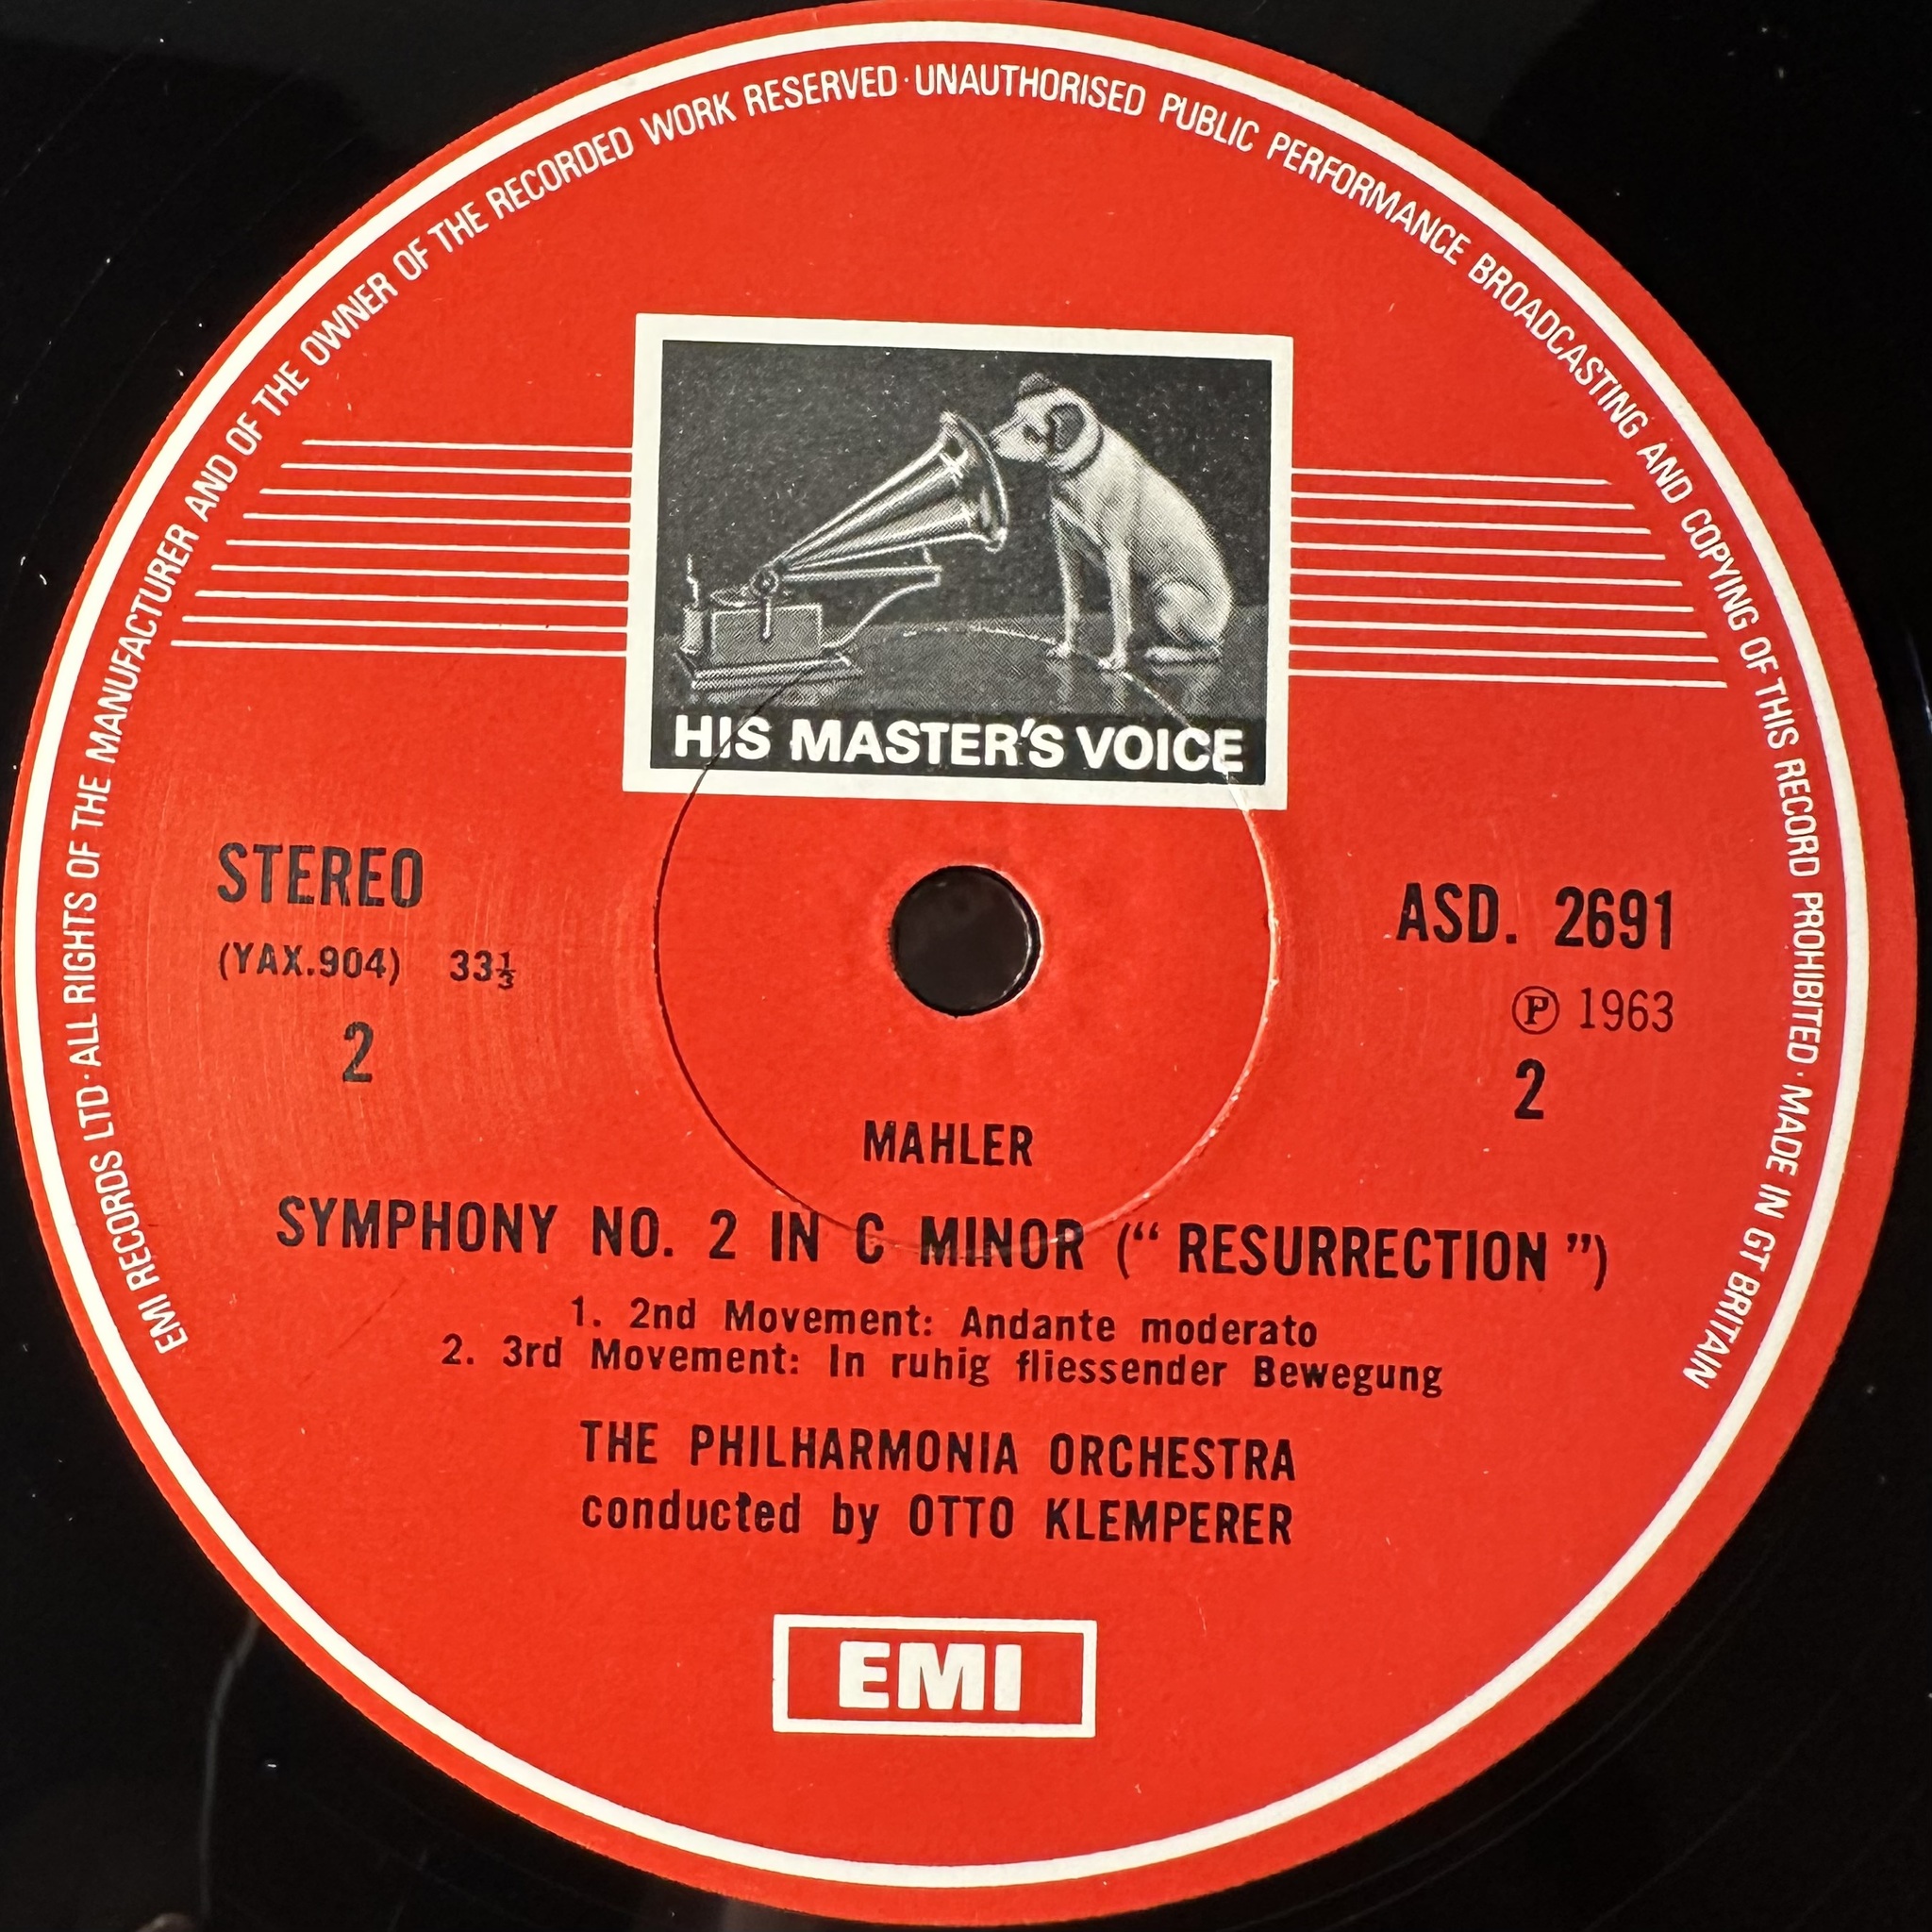 EMI RECORDS LTD · ALL RIGHTS OF THE MANUFACTURER AND OF THE OWNER OF THE RECORDED WORK RESERVED · UNAUTHORISED PUBLIC PERFORMANCE BROADCASTING AND COPYING OF THIS RECORD PROHIBITED · MADE IN GT BRITAIN
HIS MASTER'S VOICE
STEREO
(YAX.904) 33⅓
2
ASD. 2691
Ⓟ 1963
2
MAHLER
SYMPHONY NO. 2 IN C MINOR (“ RESURRECTION ”)
1. 2nd Movement: Andante moderato
2. 3rd Movement: In ruhig fliessender Bewegung
THE PHILHARMONIA ORCHESTRA
conducted by OTTO KLEMPERER
EMI